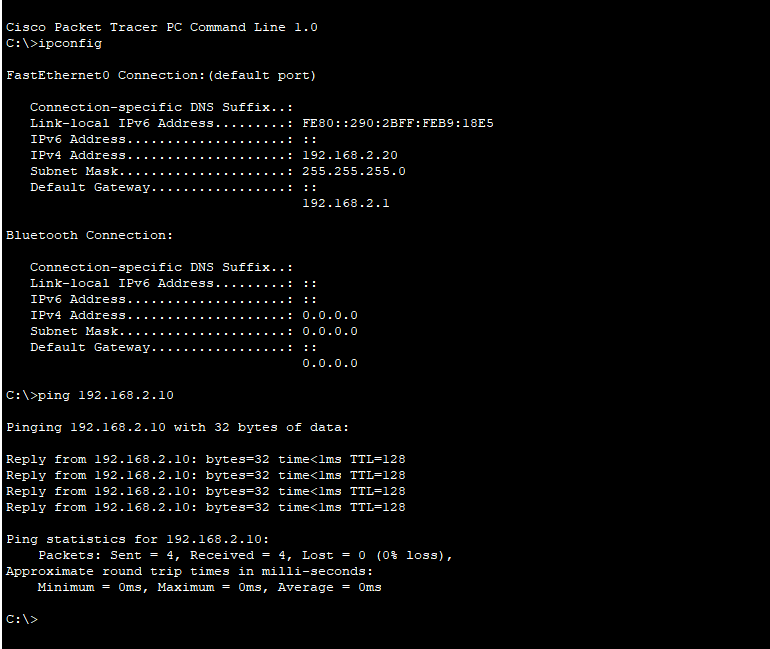 Cisco Packet Tracer PC Command Line 1.0
C:\>ipconfig
FastEthernet0 Connection:(default port)
Connection-specific DNS Suffix..:
Link-local IPv6 Address.........: FE80::290:2BFF:FEB9:18E5
IPv6 Address....................: ::
IPv4 Address....................: 192.168.2.20
Subnet Mask.....................: 255.255.255.0
Default Gateway.................: ::
192.168.2.1
Bluetooth Connection:
Connection-specific DNS Suffix..:
Link-local IPv6 Address.........: ::
IPv6 Address....................: ::
IPv4 Address....................: 0.0.0.0
Subnet Mask.....................: 0.0.0.0
Default Gateway.................: ::
0.0.0.0
C:\>ping 192.168.2.10
Pinging 192.168.2.10 with 32 bytes of data:
Reply from 192.168.2.10: bytes=32 time<1ms TTL=128
Reply from 192.168.2.10: bytes=32 time<1ms TTL=128
Reply from 192.168.2.10: bytes=32 time<1ms TTL=128
Reply from 192.168.2.10: bytes=32 time<1ms TTL=128
Ping statistics for 192.168.2.10:
Packets: Sent = 4, Received = 4, Lost = 0 (0% loss),
Approximate round trip times in milli-seconds:
Minimum = 0ms, Maximum = 0ms, Average = 0ms
C:\>